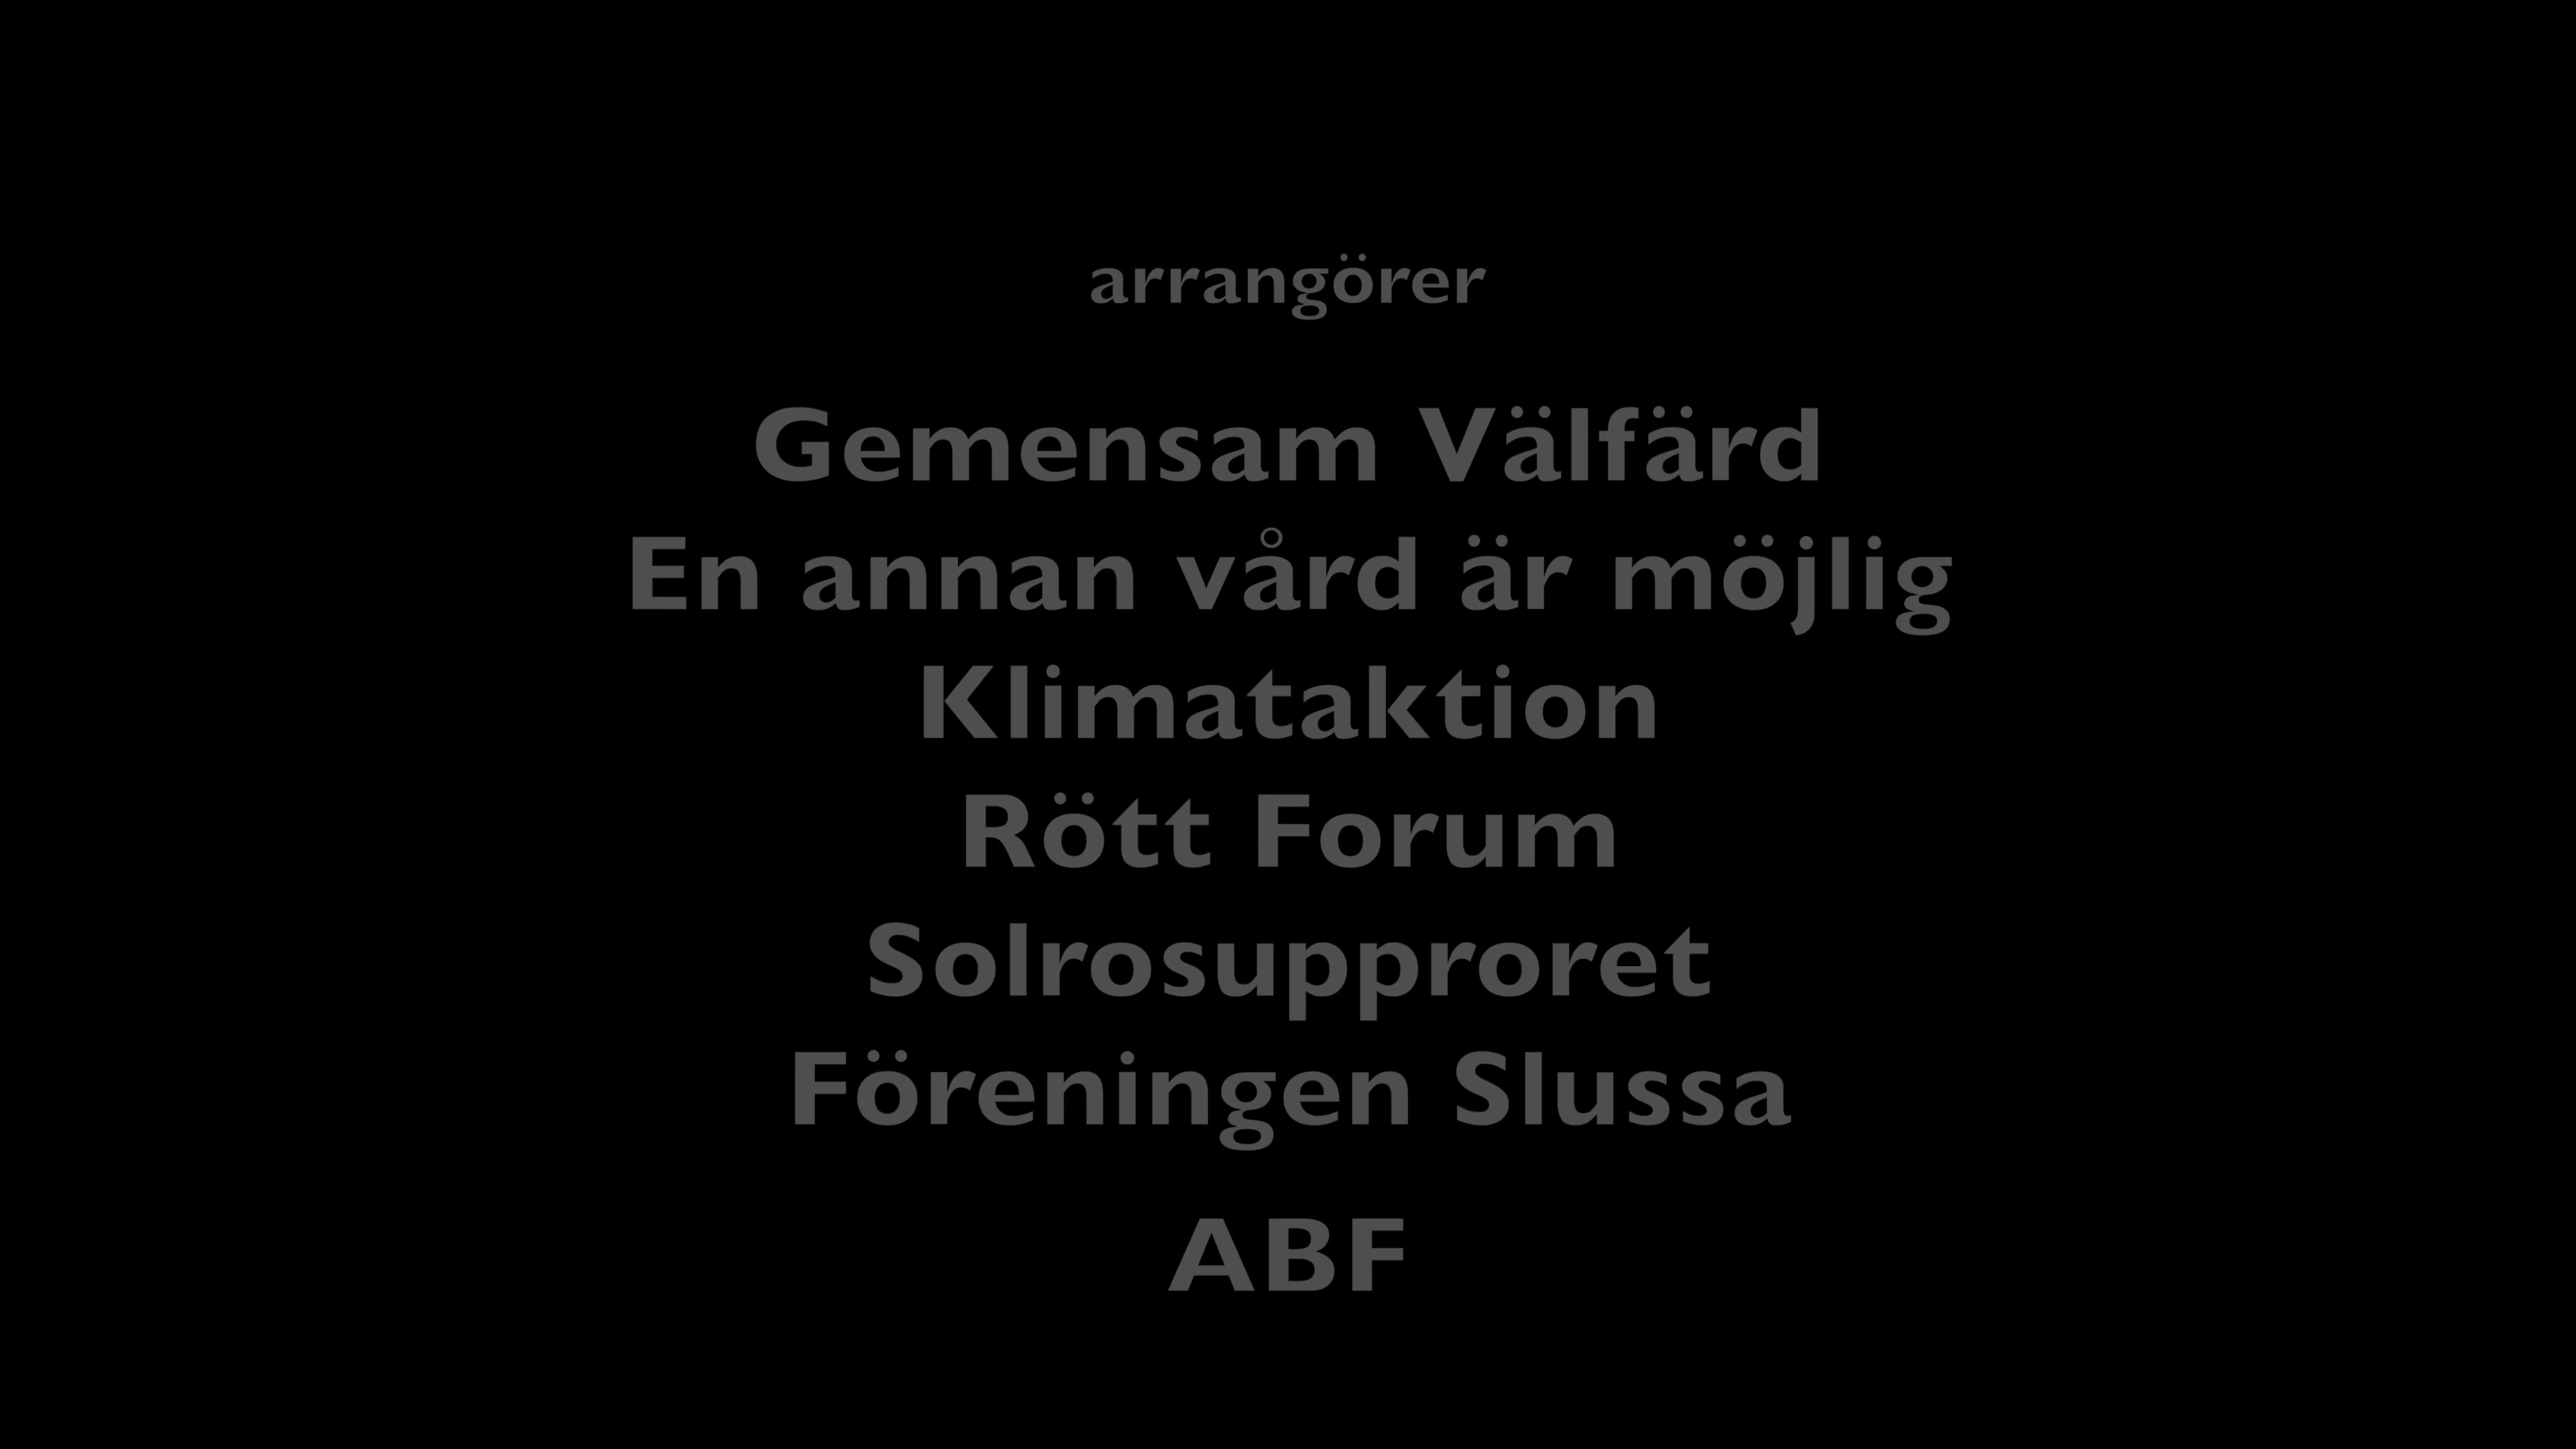 arrangörer
Gemensam Välfärd
En annan vård är möjlig
Klimataktion
Rött Forum
Solrosupproret
Föreningen Slussa
ABF